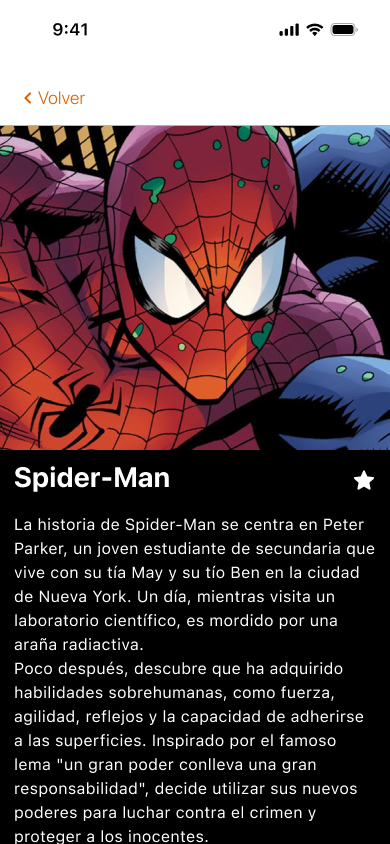 9:41
Volver
Spider-Man
La historia de Spider-Man se centra en Peter
Parker, un joven estudiante de secundaria que
vive con su tía May y su tío Ben en la ciudad
de Nueva York. Un día, mientras visita un
laboratorio científico, es mordido por una
araña radiactiva.
Poco después, descubre que ha adquirido
habilidades sobrehumanas, como fuerza,
agilidad, reflejos y la capacidad de adherirse
a las superficies. Inspirado por el famoso
lema "un gran poder conlleva una gran
responsabilidad", decide utilizar sus nuevos
poderes para luchar contra el crimen y
proteger a los inocentes.